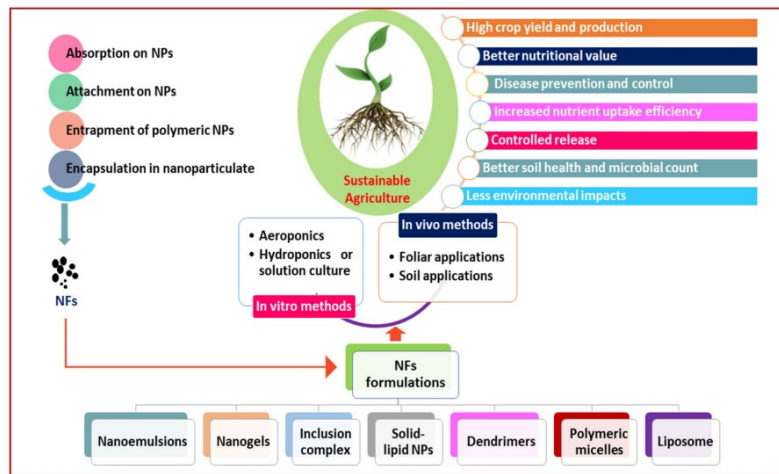 Absorption on NPs
Attachment on NPs
Entrapment of polymeric NPs
Encapsulation in nanoparticulate
NFs
Sustainable
Agriculture
High crop yield and production
Better nutritional value
Disease prevention and control
Increased nutrient uptake efficiency
Controlled release
Better soil health and microbial count
Less environmental impacts
• Aeroponics
• Hydroponics or
solution culture
In vitro methods
In vivo methods
• Foliar applications
• Soil applications
NFs
formulations
Nanoemulsions
Nanogels
Inclusion
complex
Solid-
lipid NPs
Dendrimers
Polymeric
micelles
Liposome